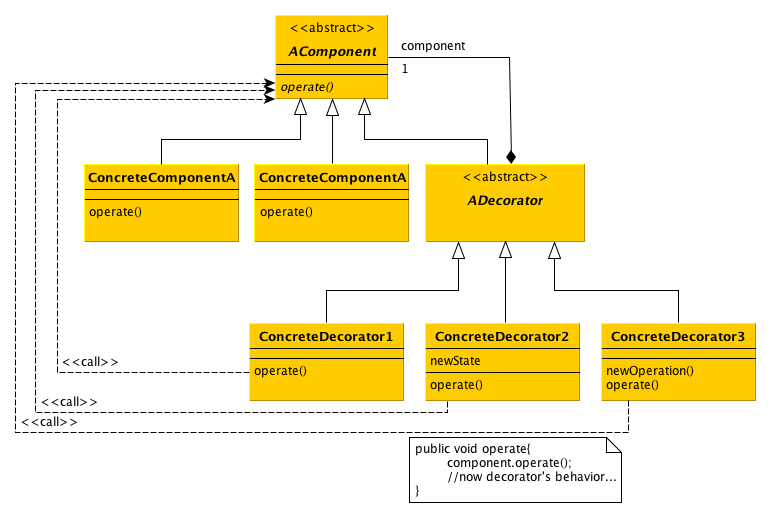 <<abstract>>
AComponent
operate()
component
1
ConcreteComponentA
operate()
ConcreteComponentA
operate()
<<abstract>>
ADecorator
ConcreteDecorator1
operate()
ConcreteDecorator2
newState
operate()
ConcreteDecorator3
newOperation()
operate()
<<call>>
<<call>>
<<call>>
public void operate{
component.operate();
//now decorator's behavior...
}